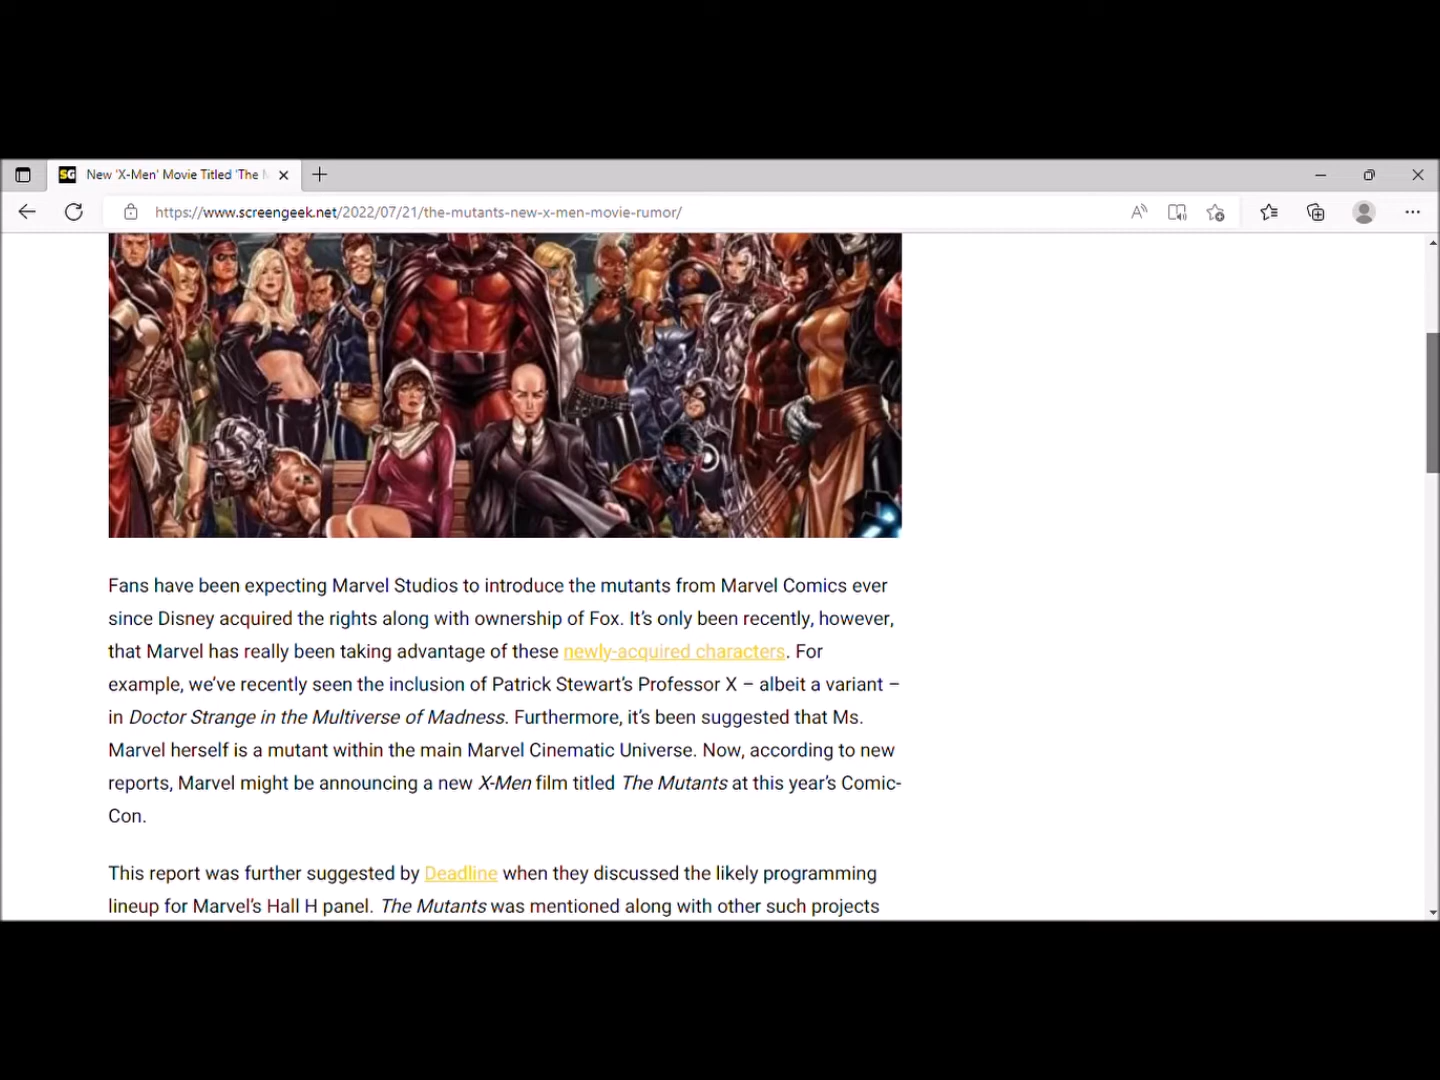 SG New 'X-Men' Movie Titled 'The M
https://www.screengeek.net/2022/07/21/the-mutants-new-x-men-movie-rumor/
Fans have been expecting Marvel Studios to introduce the mutants from Marvel Comics ever
since Disney acquired the rights along with ownership of Fox. It’s only been recently, however,
that Marvel has really been taking advantage of these newly-acquired characters. For
example, we’ve recently seen the inclusion of Patrick Stewart’s Professor X – albeit a variant –
in Doctor Strange in the Multiverse of Madness. Furthermore, it’s been suggested that Ms.
Marvel herself is a mutant within the main Marvel Cinematic Universe. Now, according to new
reports, Marvel might be announcing a new X-Men film titled The Mutants at this year’s Comic-
Con.
This report was further suggested by Deadline when they discussed the likely programming
lineup for Marvel’s Hall H panel. The Mutants was mentioned along with other such projects